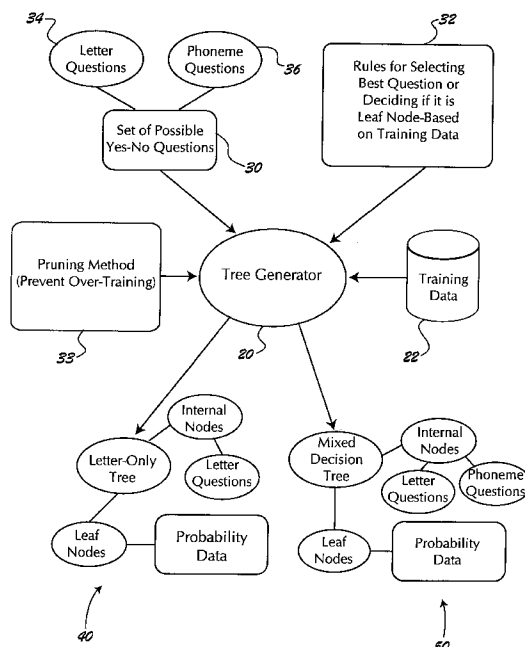 34
Letter
Questions
Phoneme
Questions
36
32
Rules for Selecting
Best Question or
Deciding if it is
Leaf Node-Based
on Training Data
Set of Possible
Yes-No Questions
30
Pruning Method
(Prevent Over-Training)
33
Tree Generator
20
Training
Data
22
Internal
Nodes
Letter-Only
Tree
Letter
Questions
Leaf
Nodes
Probability
Data
40
Mixed
Decision
Tree
Internal
Nodes
Letter
Questions
Phoneme
Questions
Leaf
Nodes
Probability
Data
50